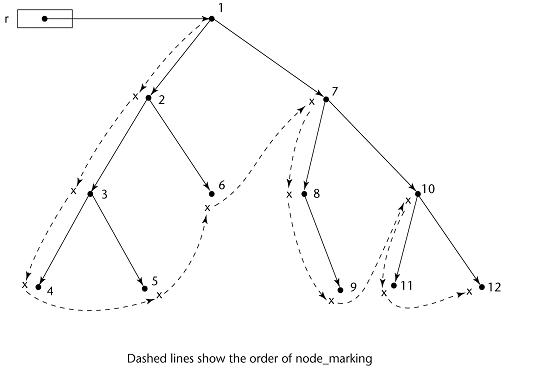 1
r
7
x
x
2
6
3
8
10
x
x
x
x
x
5
9
11
12
x
4
x
x
x
x
Dashed lines show the order of node_marking